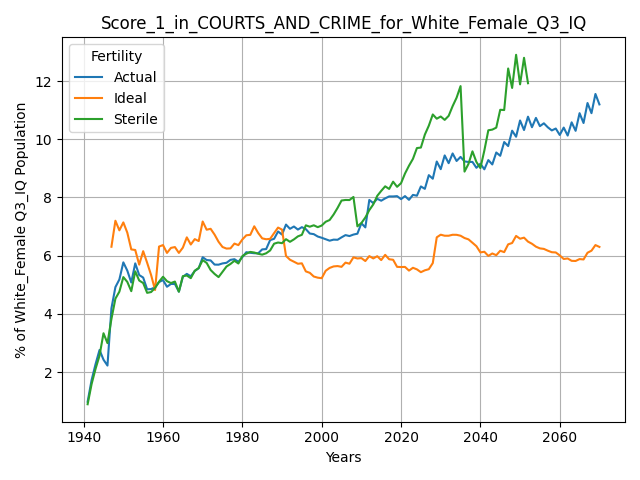 Score_1_in_COURTS_AND_CRIME_for_White_Female_Q3_IQ
Fertility
Actual
Ideal
Sterile
% of White_Female Q3_IQ Population
12
10
8
6
4
2
1940
1960
1980
2000
2020
2040
2060
Years